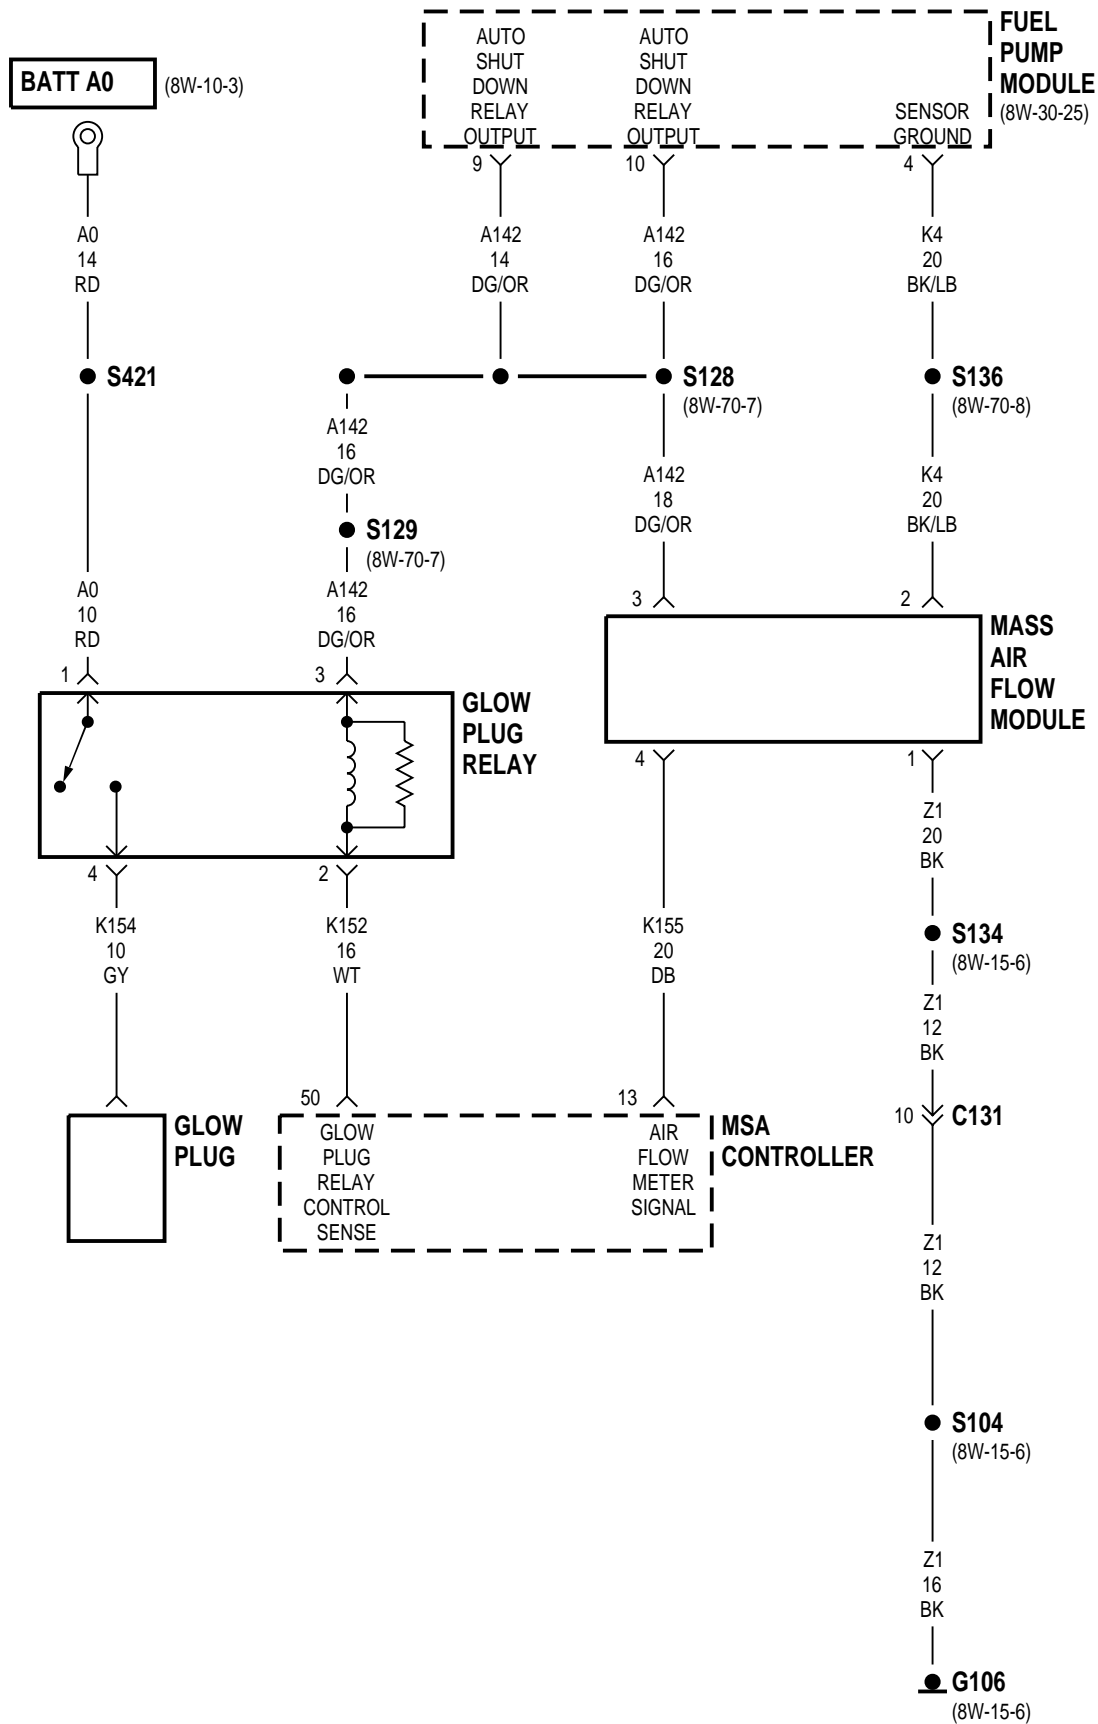 FUEL
PUMP
MODULE
(8W-30-25)
AUTO
SHUT
DOWN
RELAY
OUTPUT
AUTO
SHUT
DOWN
RELAY
OUTPUT
SENSOR
GROUND
BATT A0 (8W-10-3)
9
10
4
A0
14
RD
A142
14
DG/OR
A142
16
DG/OR
K4
20
BK/LB
S421
S128
(8W-70-7)
S136
(8W-70-8)
A142
16
DG/OR
A142
18
DG/OR
K4
20
BK/LB
S129
(8W-70-7)
A0
10
RD
A142
16
DG/OR
3
2
1
3
MASS
AIR
FLOW
MODULE
GLOW
PLUG
RELAY
4
1
Z1
20
BK
4
2
K154
10
GY
K152
16
WT
K155
20
DB
S134
(8W-15-6)
Z1
12
BK
50
13
10
C131
GLOW
PLUG
GLOW
PLUG
RELAY
CONTROL
SENSE
AIR
FLOW
METER
SIGNAL
MSA
CONTROLLER
Z1
12
BK
S104
(8W-15-6)
Z1
16
BK
G106
(8W-15-6)